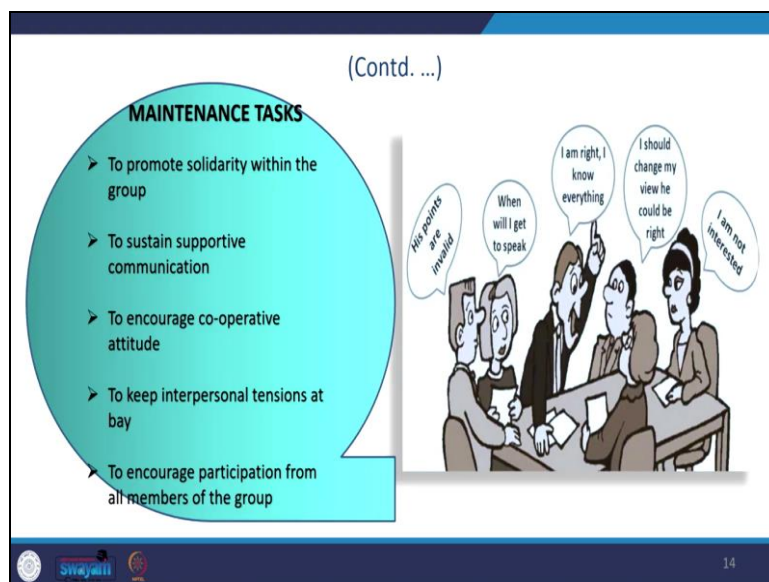 (Contd. ...)
MAINTENANCE TASKS
➢ To promote solidarity within the
group
➢ To sustain supportive
communication
➢ To encourage co-operative
attitude
➢ To keep interpersonal tensions at
bay
➢ To encourage participation from
all members of the group
His points
are
invalid
When
will I get
to speak
I am right, I
know
everything
I should
change my
view he
could be
right
I am not
interested
swayam
14